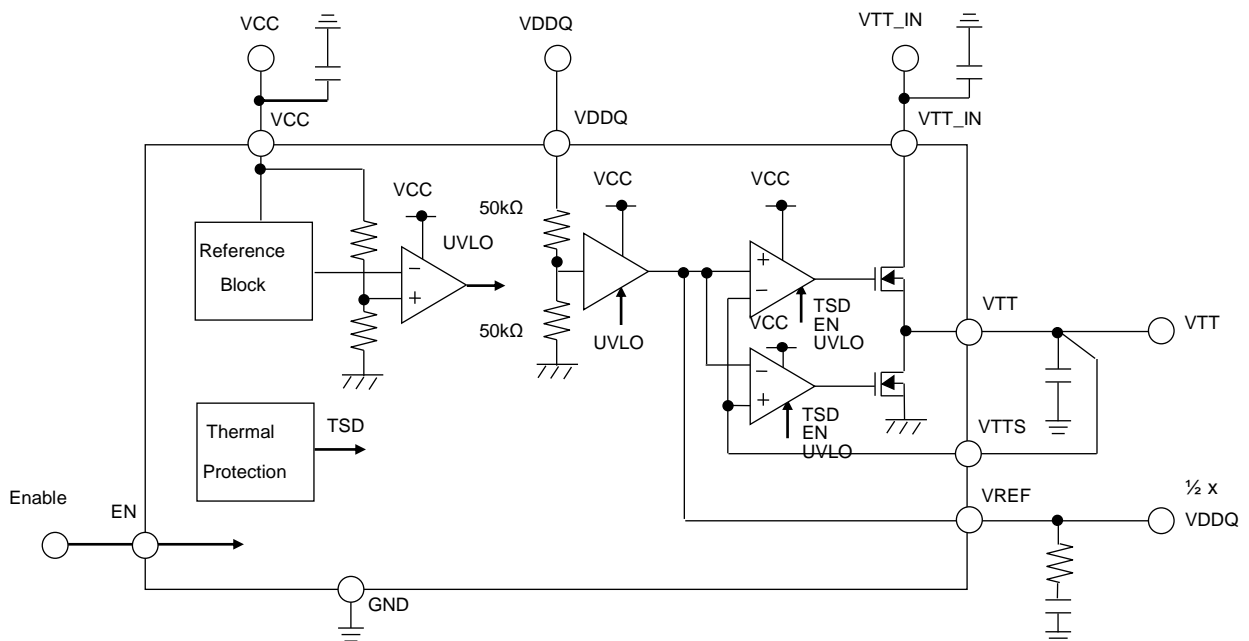 VCC
VDDQ
VTT_IN
VCC
VDDQ
VTT_IN
VCC
VCC
VCC
50kΩ
UVLO
Reference
Block
−
+
+
−
50kΩ
UVLO
TSD
EN
UVLO
VCC
VTT
VTT
−
+
TSD
EN
UVLO
Thermal
Protection
TSD
VTTS
Enable
EN
VREF
½ x
VDDQ
GND